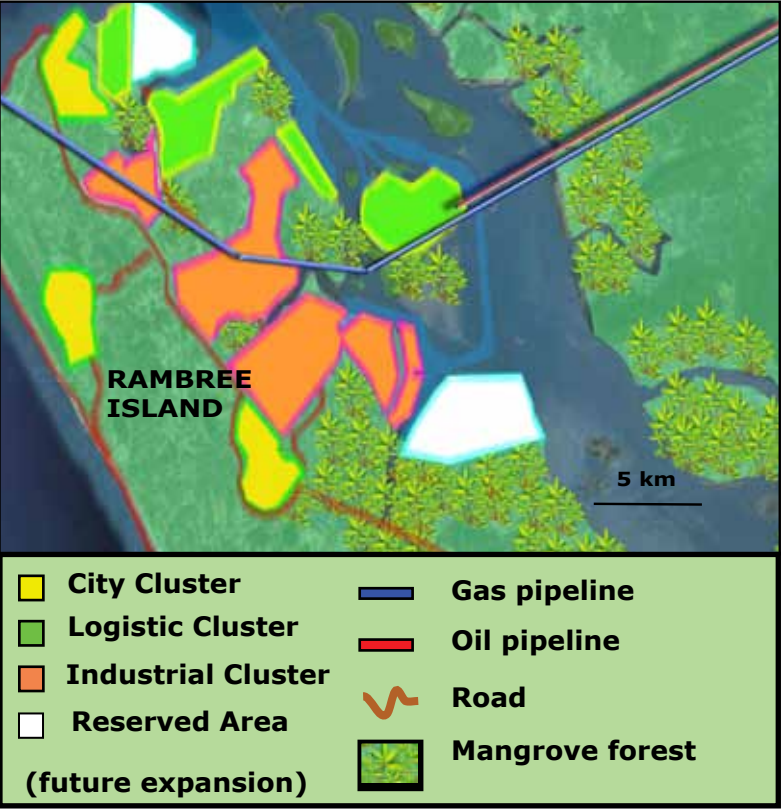 RAMBREE
ISLAND
5 km
City Cluster
Logistic Cluster
Industrial Cluster
Reserved Area
(future expansion)
Gas pipeline
Oil pipeline
Road
Mangrove forest